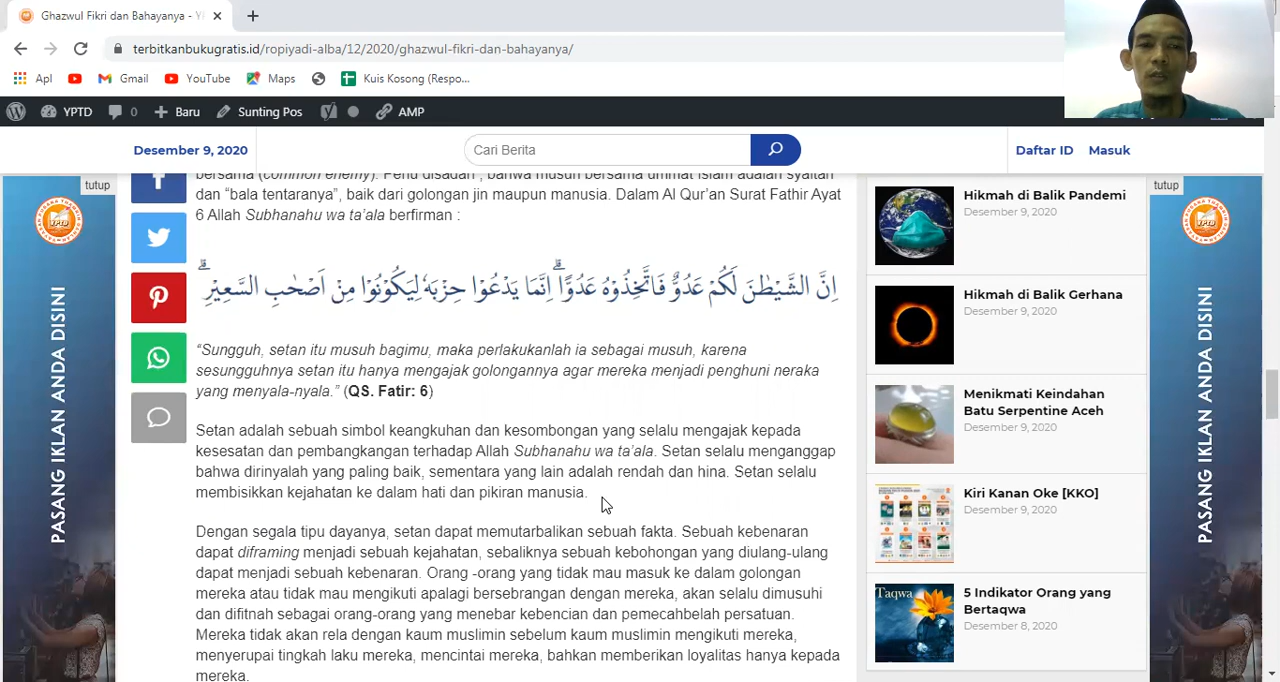 Ghazwul Fikri dan Bahayanya - Y
terbitkanbukugratis.id/ropiyadi-alba/12/2020/ghazwul-fikri-dan-bahayanya/
Apl
Gmail
YouTube
Maps
Kuis Kosong (Respo...
YPTD
0
Baru
Sunting Pos
AMP
Desember 9, 2020
Cari Berita
Daftar ID
Masuk
tutup
YPTD
PASANG IKLAN ANDA DISINI
bersama (common enemy). Perlu disadari , bahwa musuh bersama ummat Islam adalah syaitan
dan “bala tentaranya”, baik dari golongan jin maupun manusia. Dalam Al Qur’an Surat Fathir Ayat
6 Allah Subhanahu wa ta’ala berfirman :
اِنَّ الشَّيْطٰنَ لَكُمْ عَدُوٌّ فَاتَّخِذُوْهُ عَدُوًّاۗ اِنَّمَا يَدْعُوْا حِزْبَهٗ لِيَكُوْنُوْا مِنْ اَصْحٰبِ السَّعِيْرِۗ
“Sungguh, setan itu musuh bagimu, maka perlakukanlah ia sebagai musuh, karena
sesungguhnya setan itu hanya mengajak golongannya agar mereka menjadi penghuni neraka
yang menyala-nyala.” (QS. Fatir: 6)
Setan adalah sebuah simbol keangkuhan dan kesombongan yang selalu mengajak kepada
kesesatan dan pembangkangan terhadap Allah Subhanahu wa ta’ala. Setan selalu menganggap
bahwa dirinyalah yang paling baik, sementara orang lain adalah rendah dan hina. Setan selalu
membisikkan kejahatan ke dalam hati dan pikiran manusia.
Dengan segala tipu dayanya, setan dapat memutarbalikan sebuah fakta. Sebuah kebenaran
dapat diframing menjadi sebuah kejahatan, sebaliknya sebuah kebohongan yang diulang-ulang
dapat menjadi sebuah kebenaran. Orang -orang yang tidak mau masuk ke dalam golongan
mereka atau tidak mau mengikuti apalagi bersebrangan dengan mereka, akan selalu dimusuhi
dan difitnah sebagai orang-orang yang menebar kebencian dan pemecahbelah persatuan.
Mereka tidak akan rela dengan kaum muslimin sebelum kaum muslimin mengikuti mereka,
menyerupai tingkah laku mereka, mencintai mereka, bahkan memberikan loyalitas hanya kepada
mereka.
Hikmah di Balik Pandemi
Desember 9, 2020
Hikmah di Balik Gerhana
Desember 9, 2020
Menikmati Keindahan
Batu Serpentine Aceh
Desember 9, 2020
Kiri Kanan Oke [KKO]
Desember 9, 2020
Taqwa
5 Indikator Orang yang
Bertaqwa
Desember 8, 2020
tutup
YPTD
PASANG IKLAN ANDA DISINI